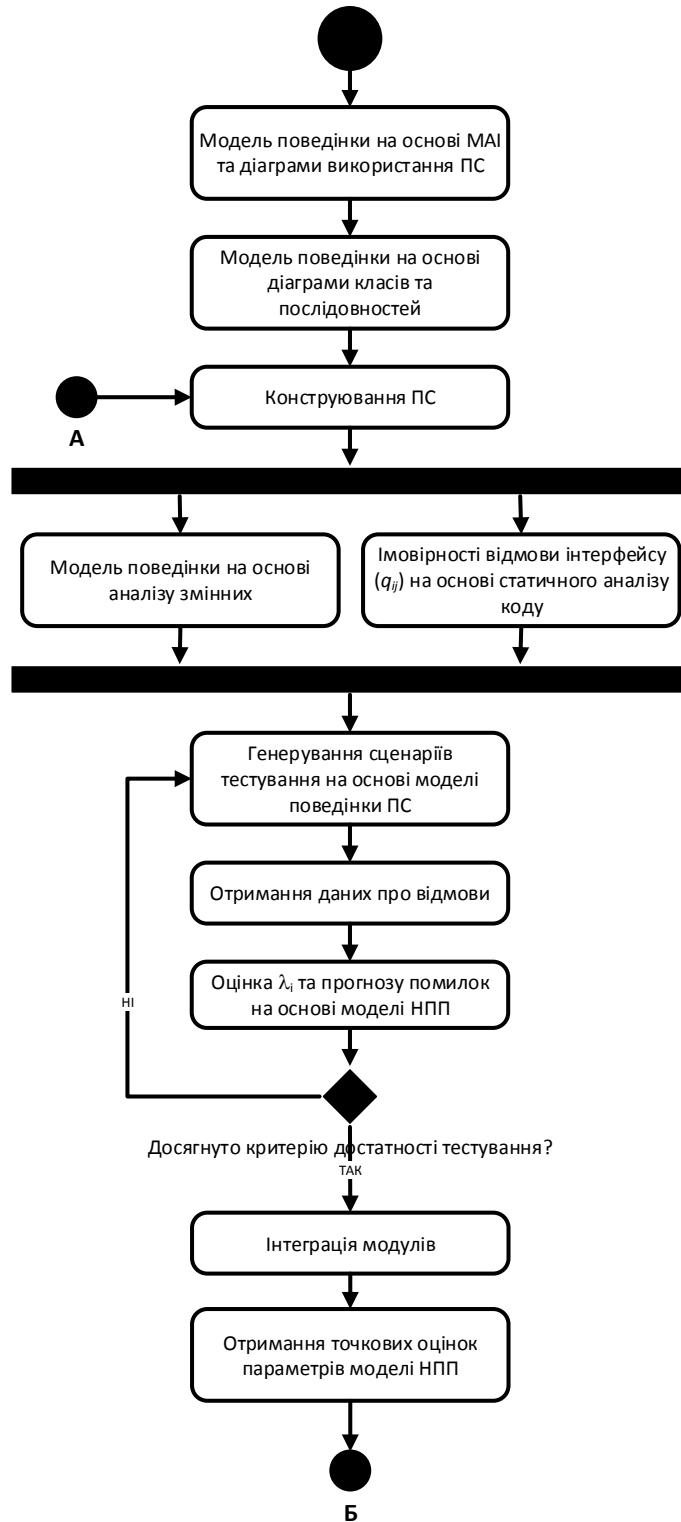 Модель поведінки на основі МАІ
та діаграми використання ПС
Модель поведінки на основі
діаграми класів та
послідовностей
Конструювання ПС
А
Модель поведінки на основі
аналізу змінних
Імовірності відмови інтерфейсу
(qij) на основі статичного аналізу
коду
Генерування сценаріїв
тестування на основі моделі
поведінки ПС
Отримання даних про відмови
Оцінка λi та прогнозу помилок
на основі моделі НПП
НІ
Досягнуто критерію достатності тестування?
ТАК
Інтеграція модулів
Отримання точкових оцінок
параметрів моделі НПП
Б